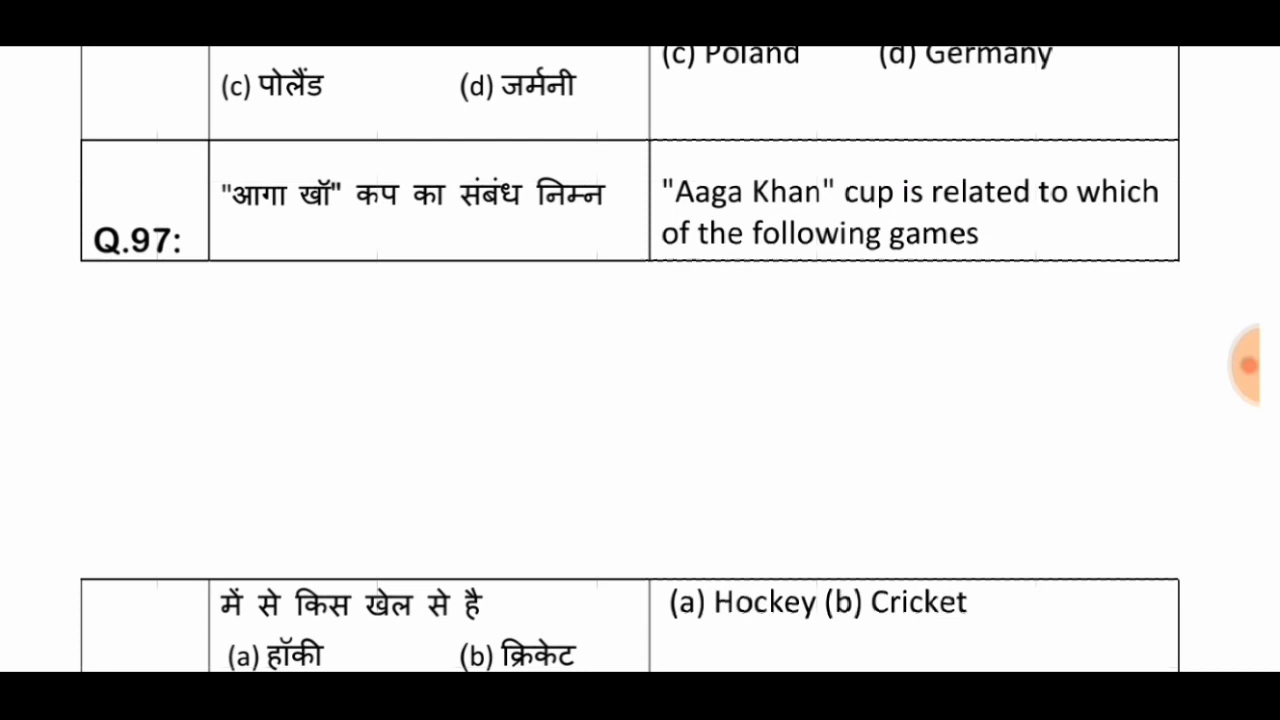 (c) Poland (d) Germany
(c) पोलैंड (d) जर्मनी
Q.97:
"आगा खॉ" कप का संबंध निम्न
"Aaga Khan" cup is related to which
of the following games
में से किस खेल से है
(a) हॉकी (b) क्रिकेट
(a) Hockey (b) Cricket